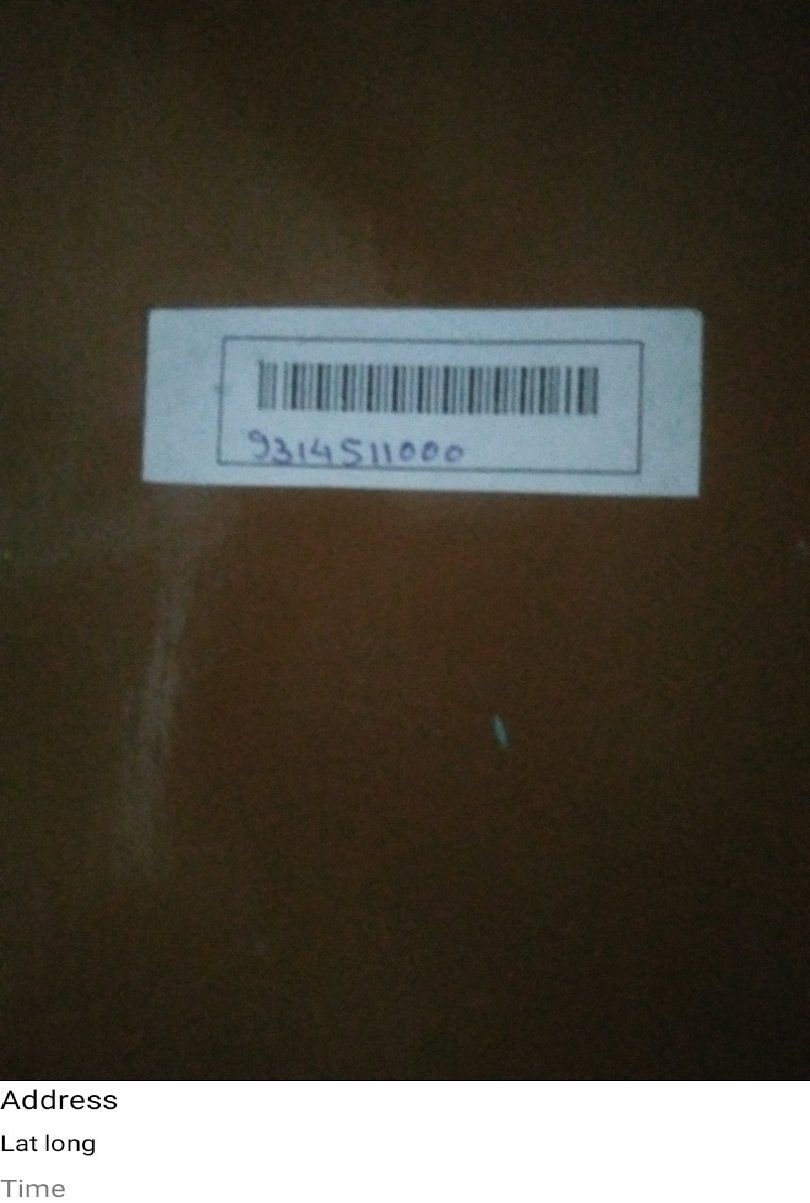 9314511000
Address
Lat long
Time